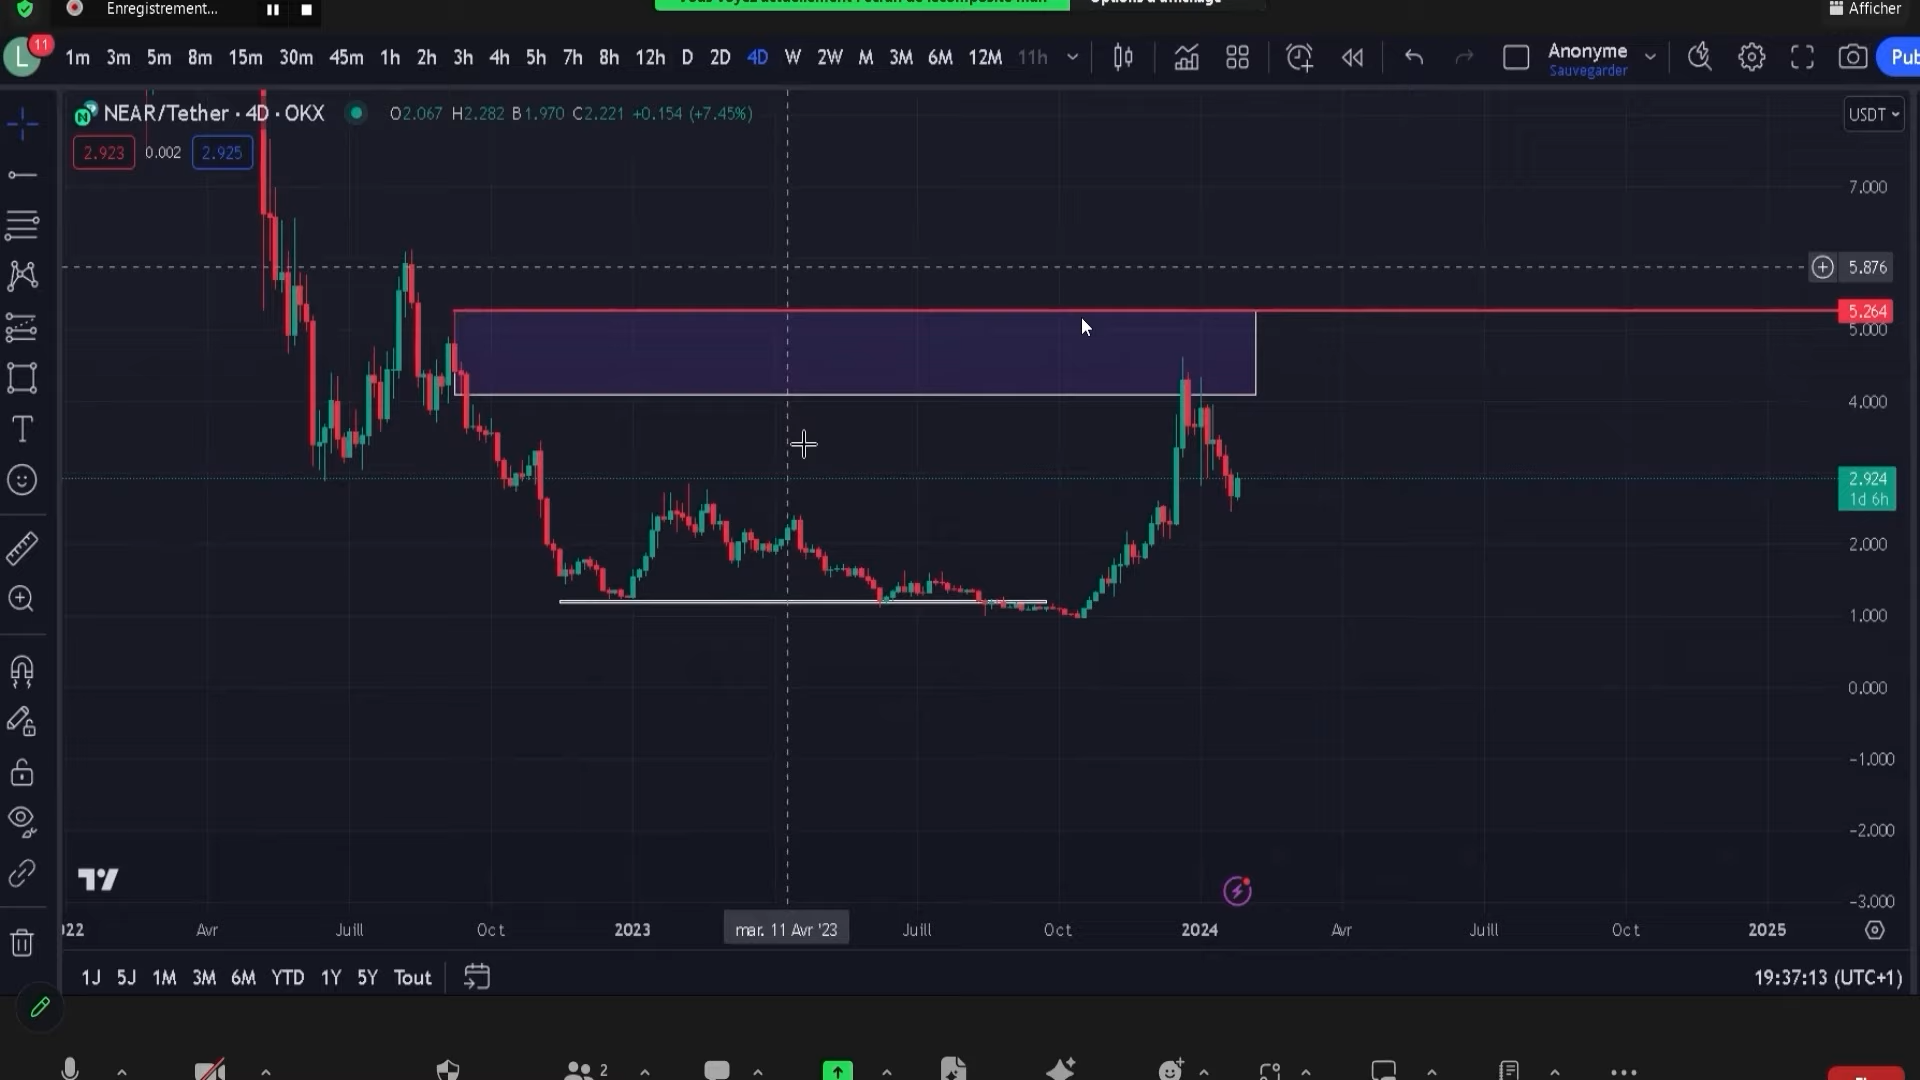 Enregistrement...
Afficher
L
11
1m 3m 5m 8m 15m 30m 45m 1h 2h 3h 4h 5h 7h 8h 12h D 2D 4D W 2W M 3M 6M 12M 11h
Anonyme
Sauvegarder
Pub
NEAR/Tether · 4D · OKX
O2.067 H2.282 B1.970 C2.221 +0.154 (+7.45%)
USDT
2.923 0.002 2.925
7.000
5.876
5.264
5.000
4.000
2.924
1d 6h
2.000
1.000
0.000
−1.000
−2.000
−3.000
22 Avr Juill Oct 2023 mar. 11 Avr '23 Juill Oct 2024 Avr Juill Oct 2025
1J 5J 1M 3M 6M YTD 1Y 5Y Tout
19:37:13 (UTC+1)
2